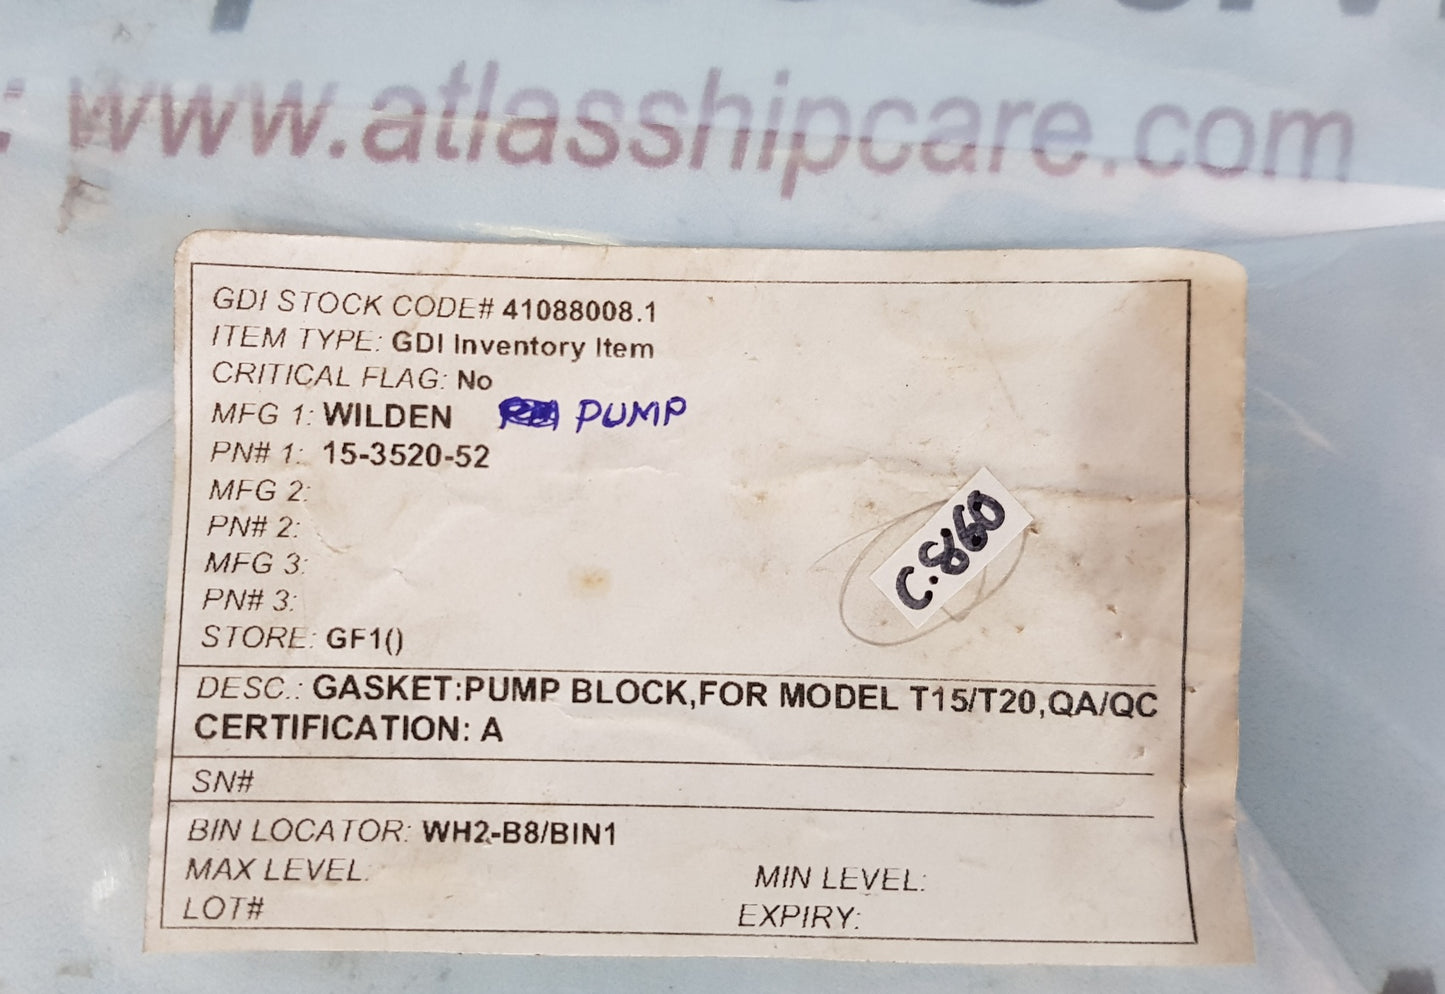 : www.atlasshipcare.com
GDI STOCK CODE# 41088008.1
ITEM TYPE: GDI Inventory Item
CRITICAL FLAG: No
MFG 1: WILDEN PUMP
PN# 1: 15-3520-52
MFG 2:
PN# 2:
MFG 3:
PN# 3:
STORE: GF1()
C.860
DESC.: GASKET:PUMP BLOCK,FOR MODEL T15/T20,QA/QC
CERTIFICATION: A
SN#
BIN LOCATOR: WH2-B8/BIN1
MAX LEVEL: MIN LEVEL:
LOT# EXPIRY: